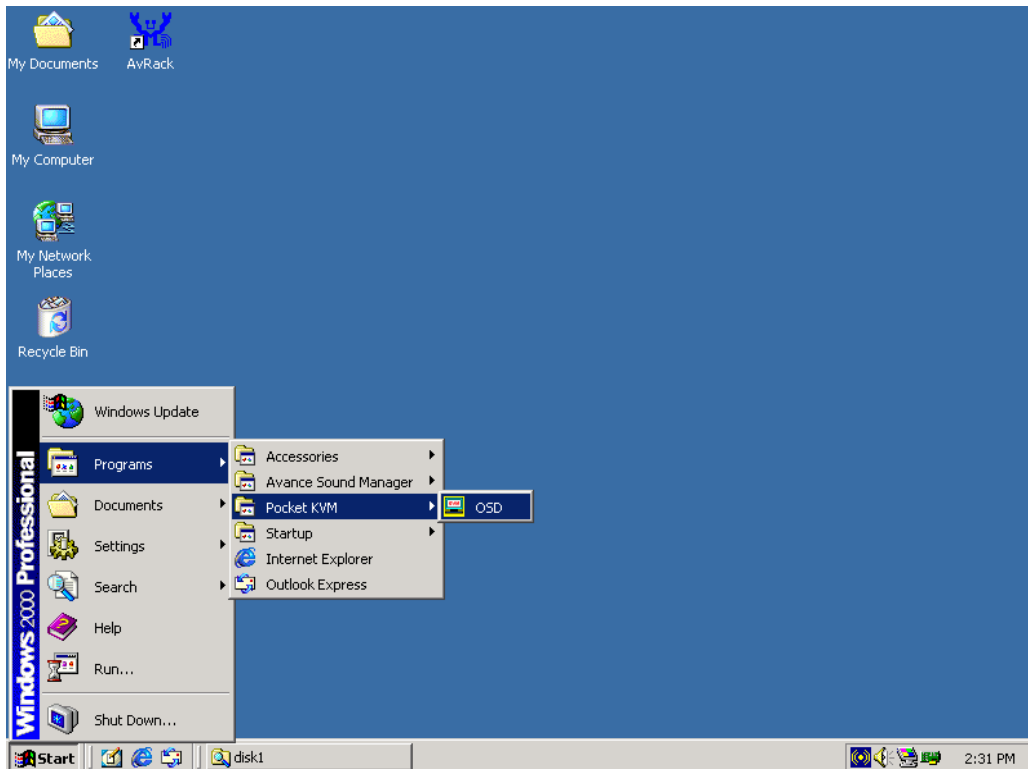 My Documents
AvRack
My Computer
My Network
Places
Recycle Bin
Windows 2000 Professional
Windows Update
Programs
Documents
Settings
Search
Help
Run...
Shut Down...
Accessories
Avance Sound Manager
Pocket KVM
Startup
Internet Explorer
Outlook Express
OSD
Start
disk1
2:31 PM